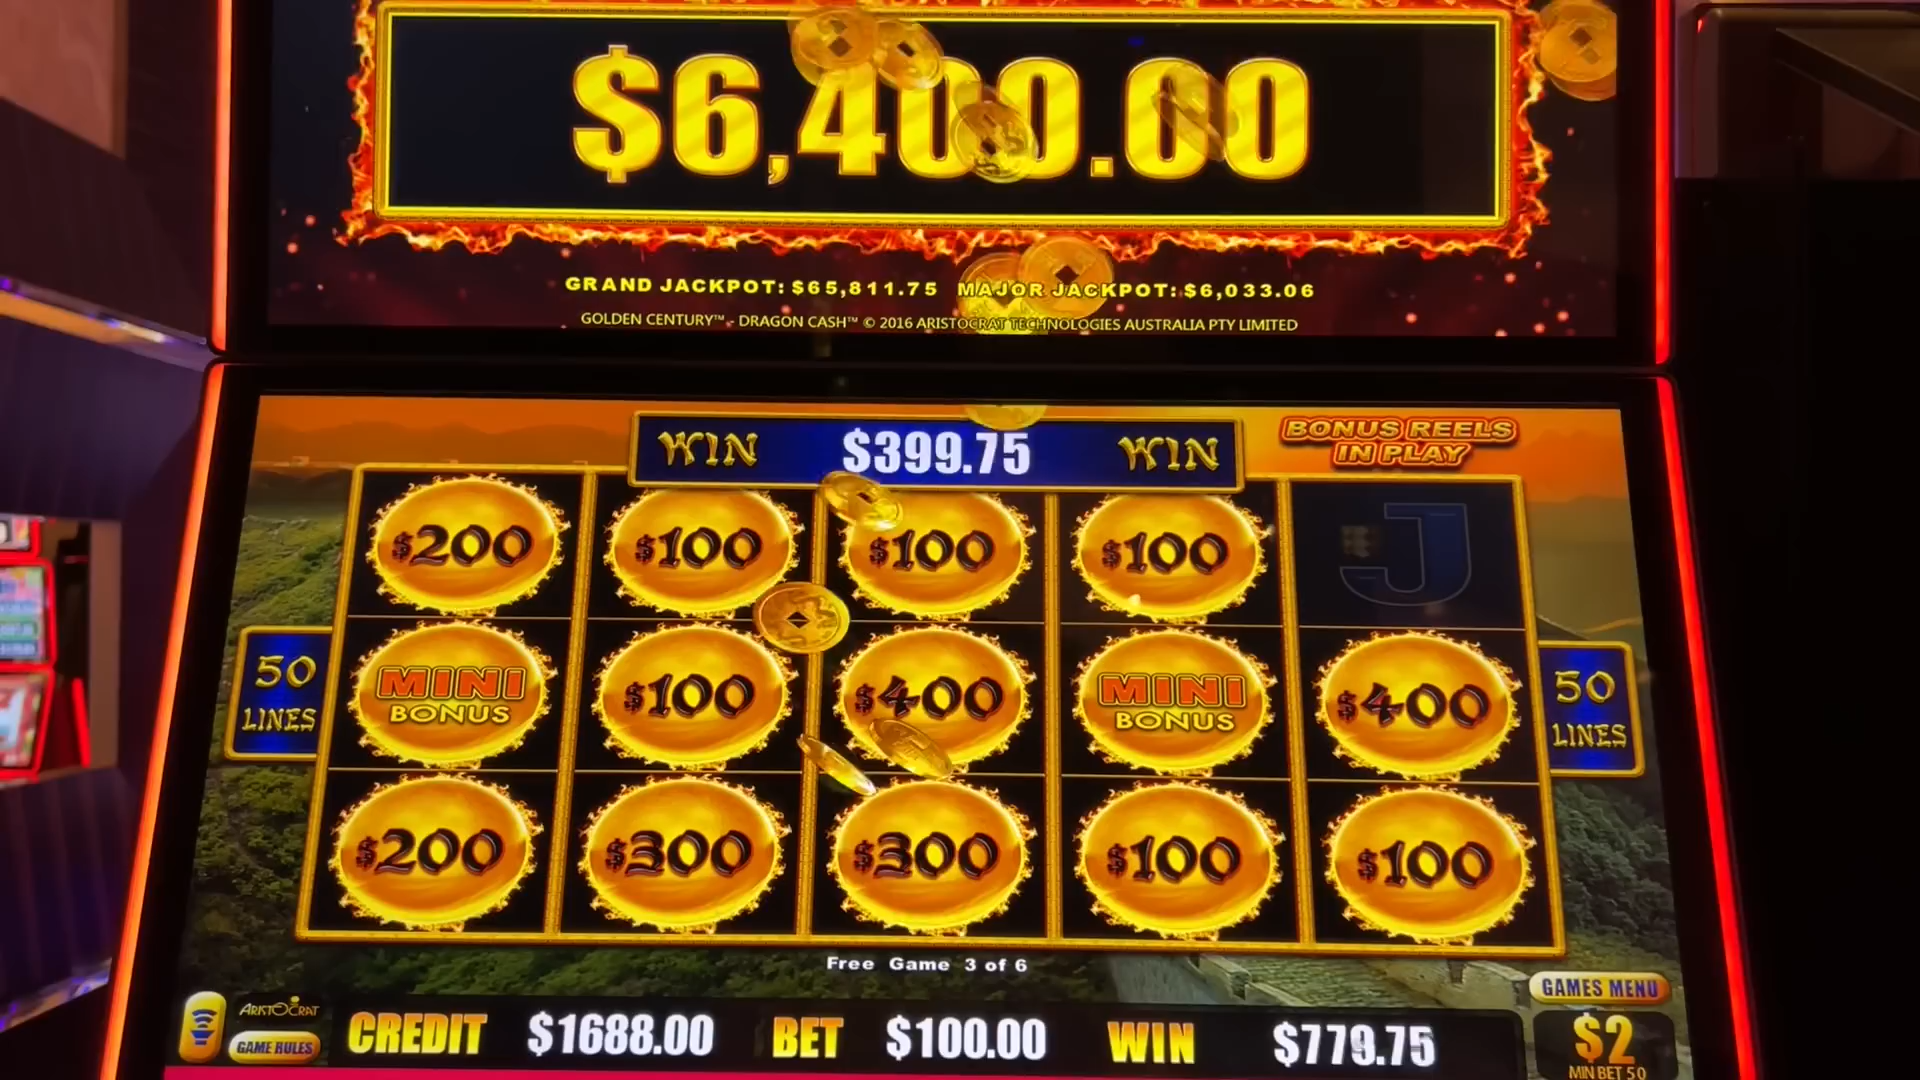 $6,400.00
GRAND JACKPOT: $65,811.75 MAJOR JACKPOT: $6,033.06
GOLDEN CENTURY™ - DRAGON CASH™ © 2016 ARISTOCRAT TECHNOLOGIES AUSTRALIA PTY LIMITED
WIN $399.75 WIN
BONUS REELS
IN PLAY
$200 $100 $100 $100 J
50
LINES
MINI
BONUS
$100 $400
MINI
BONUS
$400
50
LINES
$200 $300 $300 $100 $100
Free Game 3 of 6
GAMES MENU
ARISTOCRAT
GAME RULES
CREDIT $1688.00 BET $100.00 WIN $779.75
$2
MIN BET 50